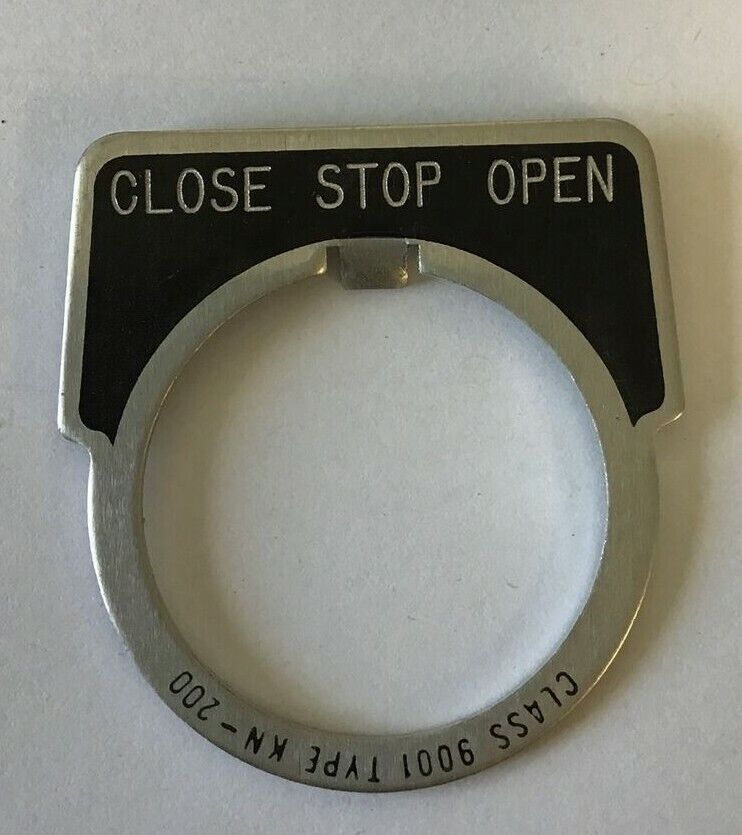 CLOSE STOP OPEN
CLASS 9001 TYPE KN-200